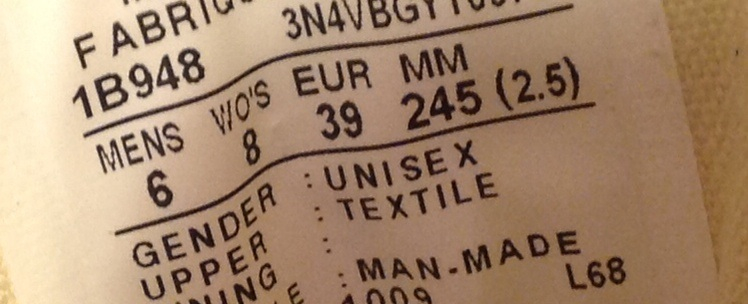 FABRIC
3N4VBGY
1B948
MENS WO'S EUR MM
6 8 39 245 (2.5)
GENDER : UNISEX
UPPER : TEXTILE
:
: MAN-MADE
1009 L68